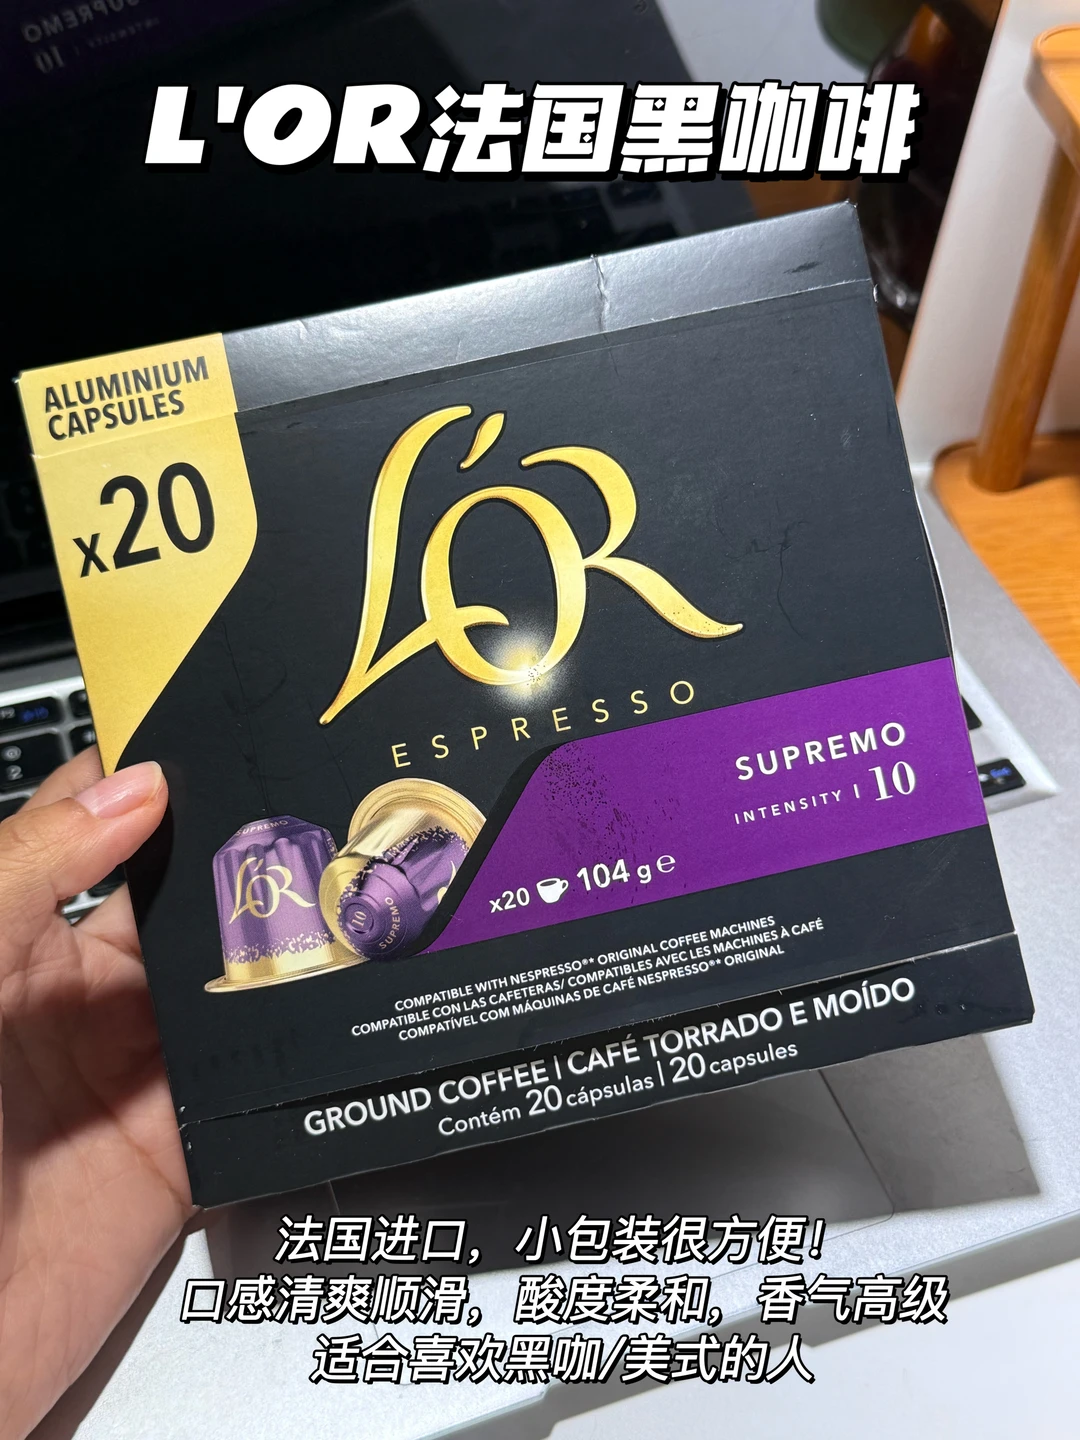 L'OR法国黑咖啡
ALUMINIUM
CAPSULES
x20
L'OR
ESPRESSO
SUPREMO
INTENSITY | 10
x20 104 g e
SUPREMO
L'OR
10
SUPREMO
COMPATIBLE WITH NESPRESSO®* ORIGINAL COFFEE MACHINES
COMPATIBLE CON LAS CAFETERAS/ COMPATIBLES AVEC LES MACHINES À CAFÉ
COMPATÍVEL COM MÁQUINAS DE CAFÉ NESPRESSO®* ORIGINAL
GROUND COFFEE | CAFÉ TORRADO E MOÍDO
Contém 20 cápsulas | 20 capsules
法国进口，小包装很方便！
口感清爽顺滑，酸度柔和，香气高级
适合喜欢黑咖/美式的人